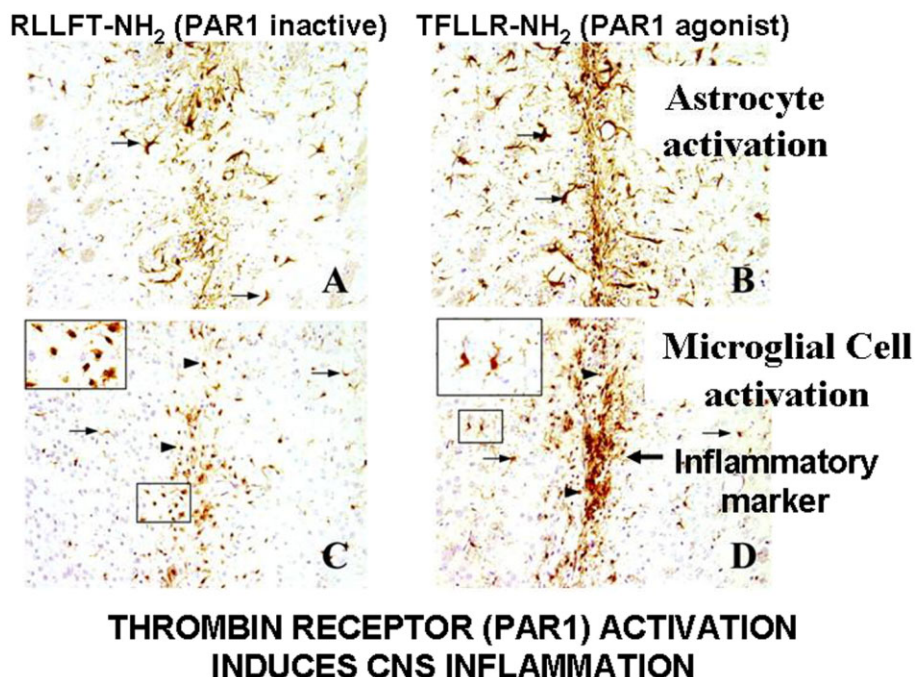 RLLFT-NH₂ (PAR1 inactive) TFLLR-NH₂ (PAR1 agonist)
Astrocyte
activation
A B
Microglial Cell
activation
Inflammatory
marker
C D
THROMBIN RECEPTOR (PAR1) ACTIVATION
INDUCES CNS INFLAMMATION